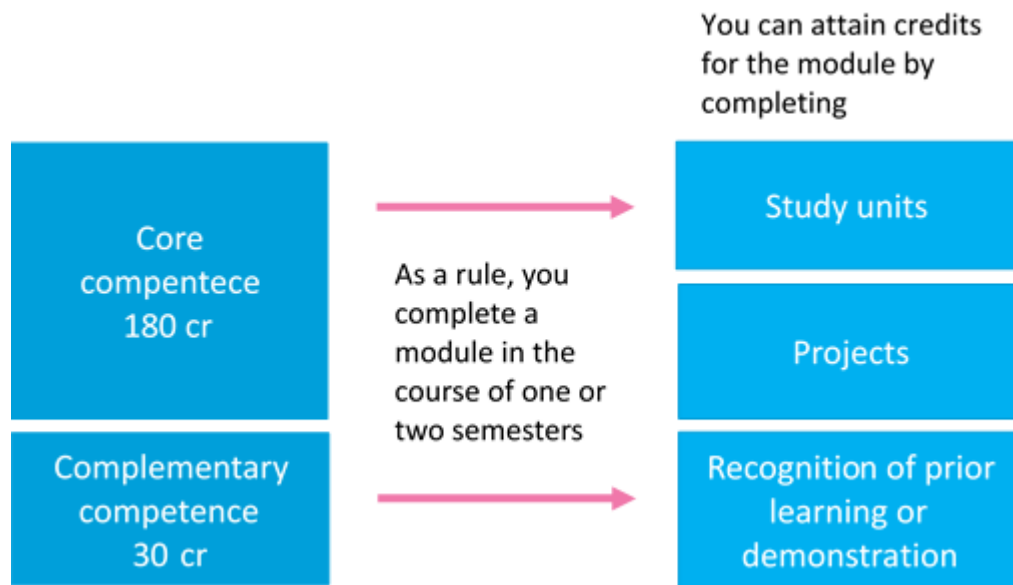 You can attain credits
for the module by
completing
Core
compentece
180 cr
As a rule, you
complete a
module in the
course of one or
two semesters
Study units
Projects
Complementary
competence
30 cr
Recognition of prior
learning or
demonstration